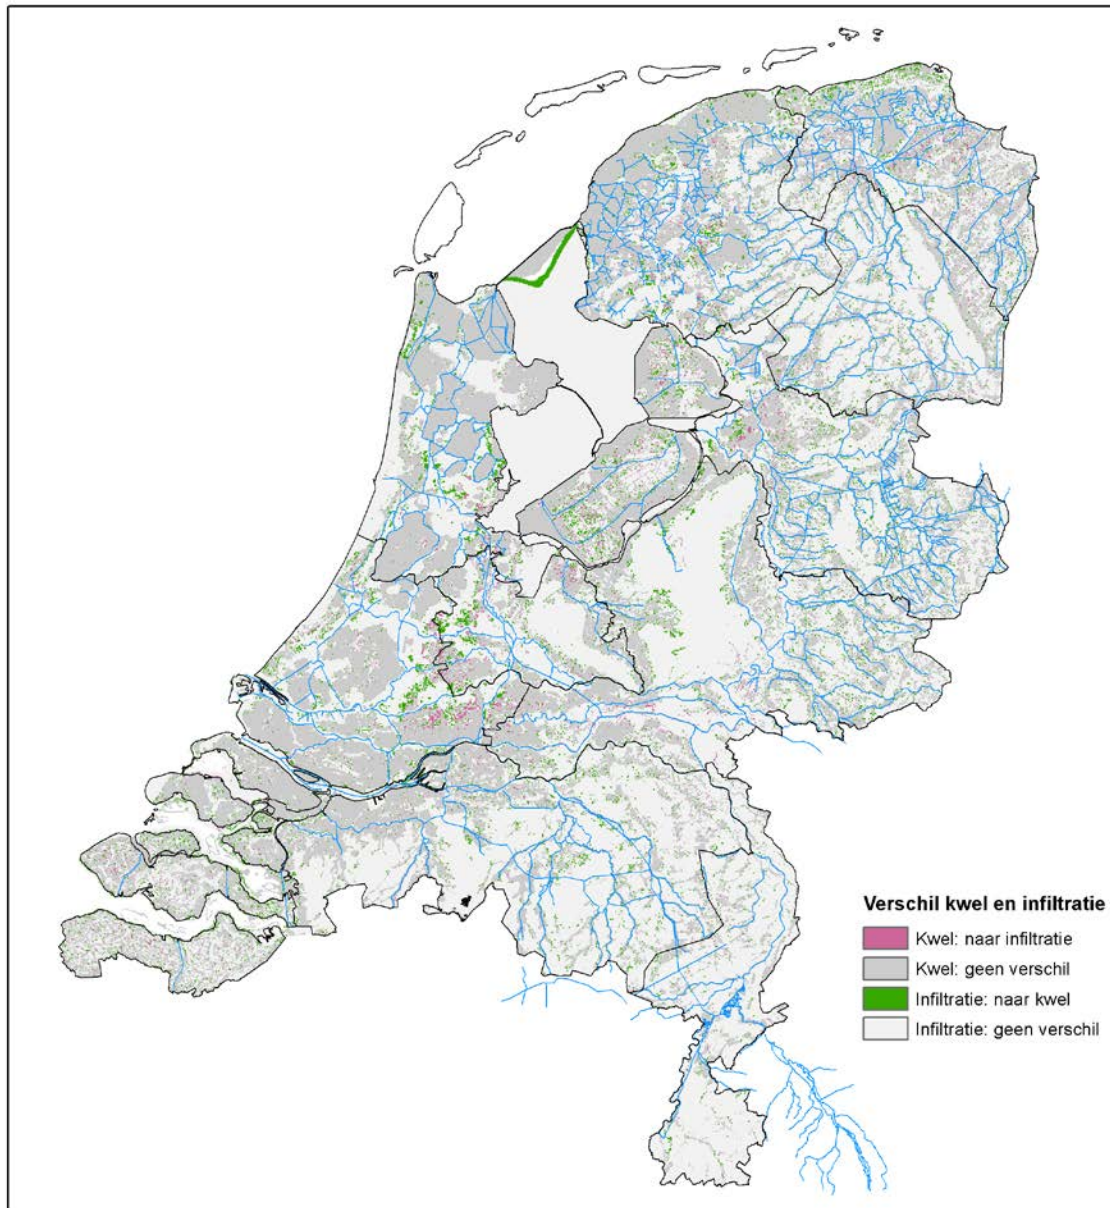 Verschil kwel en infiltratie
Kwel: naar infiltratie
Kwel: geen verschil
Infiltratie: naar kwel
Infiltratie: geen verschil